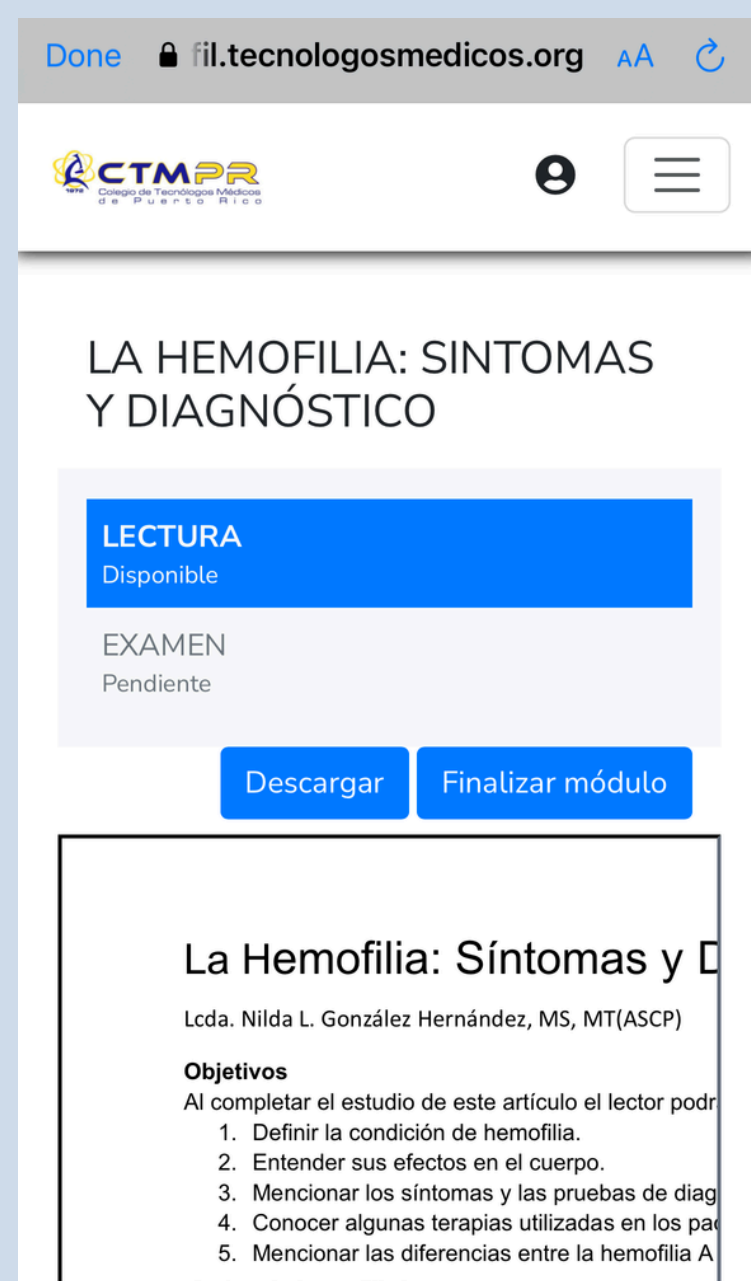 Done fil.tecnologosmedicos.org AA
CTMPR
1972 Colegio de Tecnólogos Médicos
de Puerto Rico
LA HEMOFILIA: SINTOMAS
Y DIAGNÓSTICO
LECTURA
Disponible
EXAMEN
Pendiente
Descargar Finalizar módulo
La Hemofilia: Síntomas y D
Lcda. Nilda L. González Hernández, MS, MT(ASCP)
Objetivos
Al completar el estudio de este artículo el lector podr
1. Definir la condición de hemofilia.
2. Entender sus efectos en el cuerpo.
3. Mencionar los síntomas y las pruebas de diag
4. Conocer algunas terapias utilizadas en los pa
5. Mencionar las diferencias entre la hemofilia A